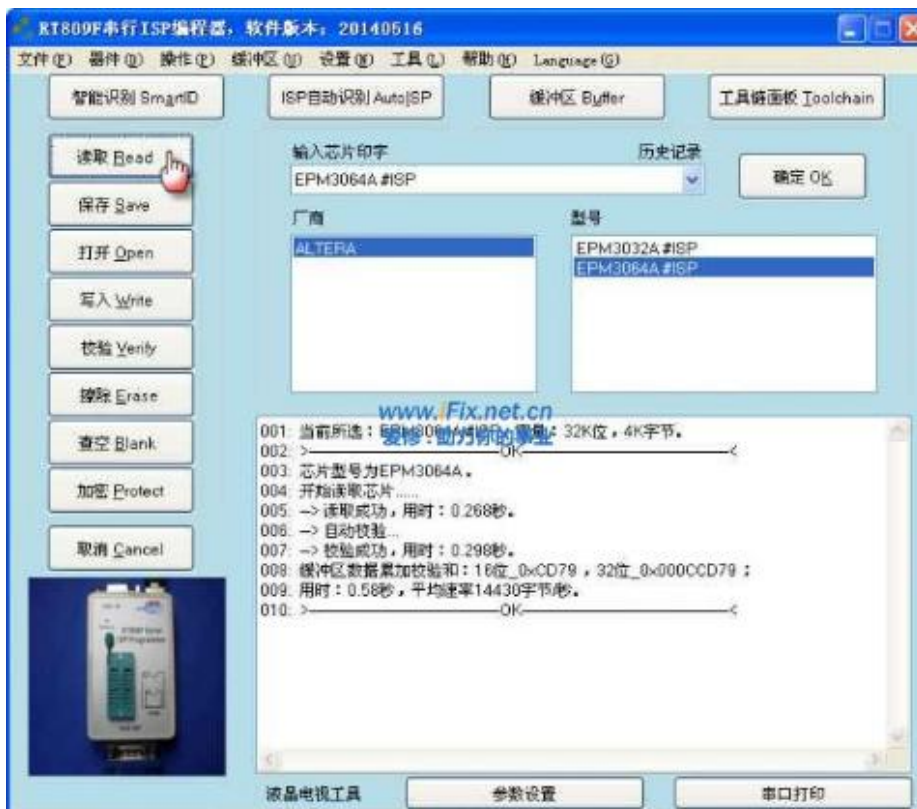 RT809F串行ISP编程器，软件版本：20140516
文件(F) 器件(D) 操作(P) 缓冲区(U) 设置(W) 工具(L) 帮助(K) Language(G)
智能识别 SmartID
ISP自动识别 AutoISP
缓冲区 Buffer
工具链面板 Toolchain
读取 Read
保存 Save
打开 Open
写入 Write
校验 Verify
擦除 Erase
查空 Blank
加密 Protect
取消 Cancel
输入芯片印字
历史记录
EPM3064A #ISP
确定 OK
厂商
型号
ALTERA
EPM3032A #ISP
EPM3064A #ISP
www.iFix.net.cn
爱修·助力你的事业
001: 当前所选：EPM3064A #ISP，容量：32K位，4K字节。
002: >————OK————<
003: 芯片型号为EPM3064A。
004: 开始读取芯片......
005: --> 读取成功，用时：0.268秒。
006: --> 自动校验...
007: --> 校验成功，用时：0.298秒。
008: 缓冲区数据累加校验和：16位_0xCD79，32位_0x000CCD79；
009: 用时：0.58秒，平均速率14430字节/秒。
010: >————OK————<
液晶电视工具
参数设置
串口打印